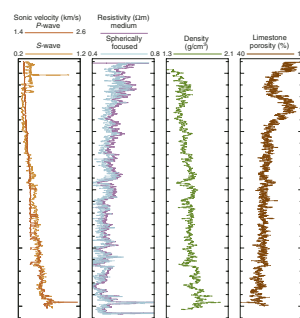 Sonic velocity (km/s)
P-wave
1.4 2.6
S-wave
0.2 1.2
Resistivity (Ωm)
medium
Spherically
focused
0.4 0.8
Density
(g/cm³)
1.3 2.1
Limestone
porosity (%)
40